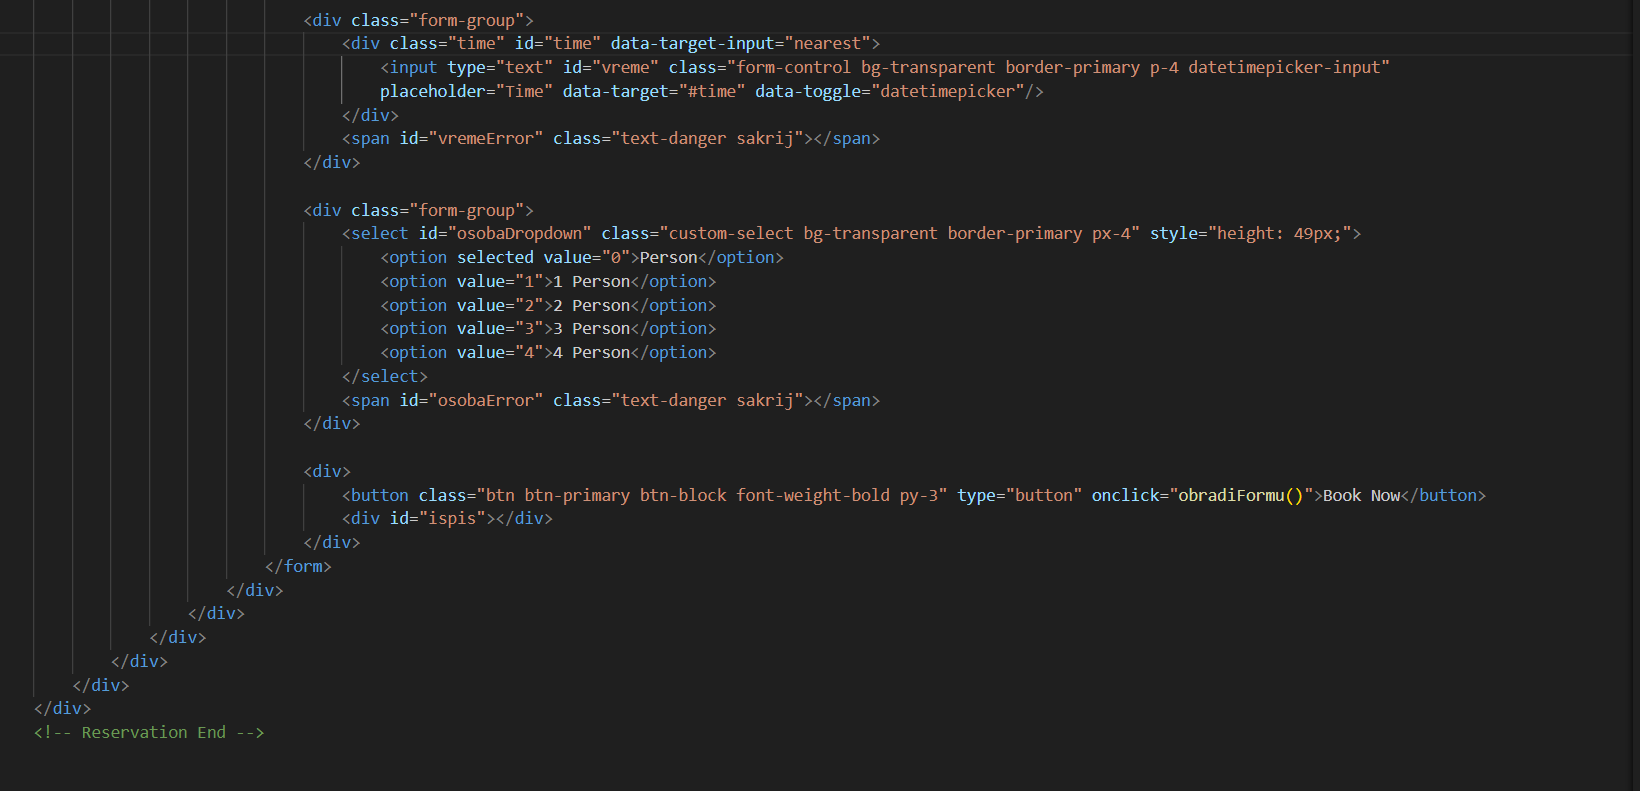 <div class="form-group">
<div class="time" id="time" data-target-input="nearest">
<input type="text" id="vreme" class="form-control bg-transparent border-primary p-4 datetimepicker-input"
placeholder="Time" data-target="#time" data-toggle="datetimepicker"/>
</div>
<span id="vremeError" class="text-danger sakrij"></span>
</div>
<div class="form-group">
<select id="osobaDropdown" class="custom-select bg-transparent border-primary px-4" style="height: 49px;">
<option selected value="0">Person</option>
<option value="1">1 Person</option>
<option value="2">2 Person</option>
<option value="3">3 Person</option>
<option value="4">4 Person</option>
</select>
<span id="osobaError" class="text-danger sakrij"></span>
</div>
<div>
<button class="btn btn-primary btn-block font-weight-bold py-3" type="button" onclick="obradiFormu()">Book Now</button>
<div id="ispis"></div>
</div>
</form>
</div>
</div>
</div>
</div>
</div>
</div>
<!-- Reservation End -->